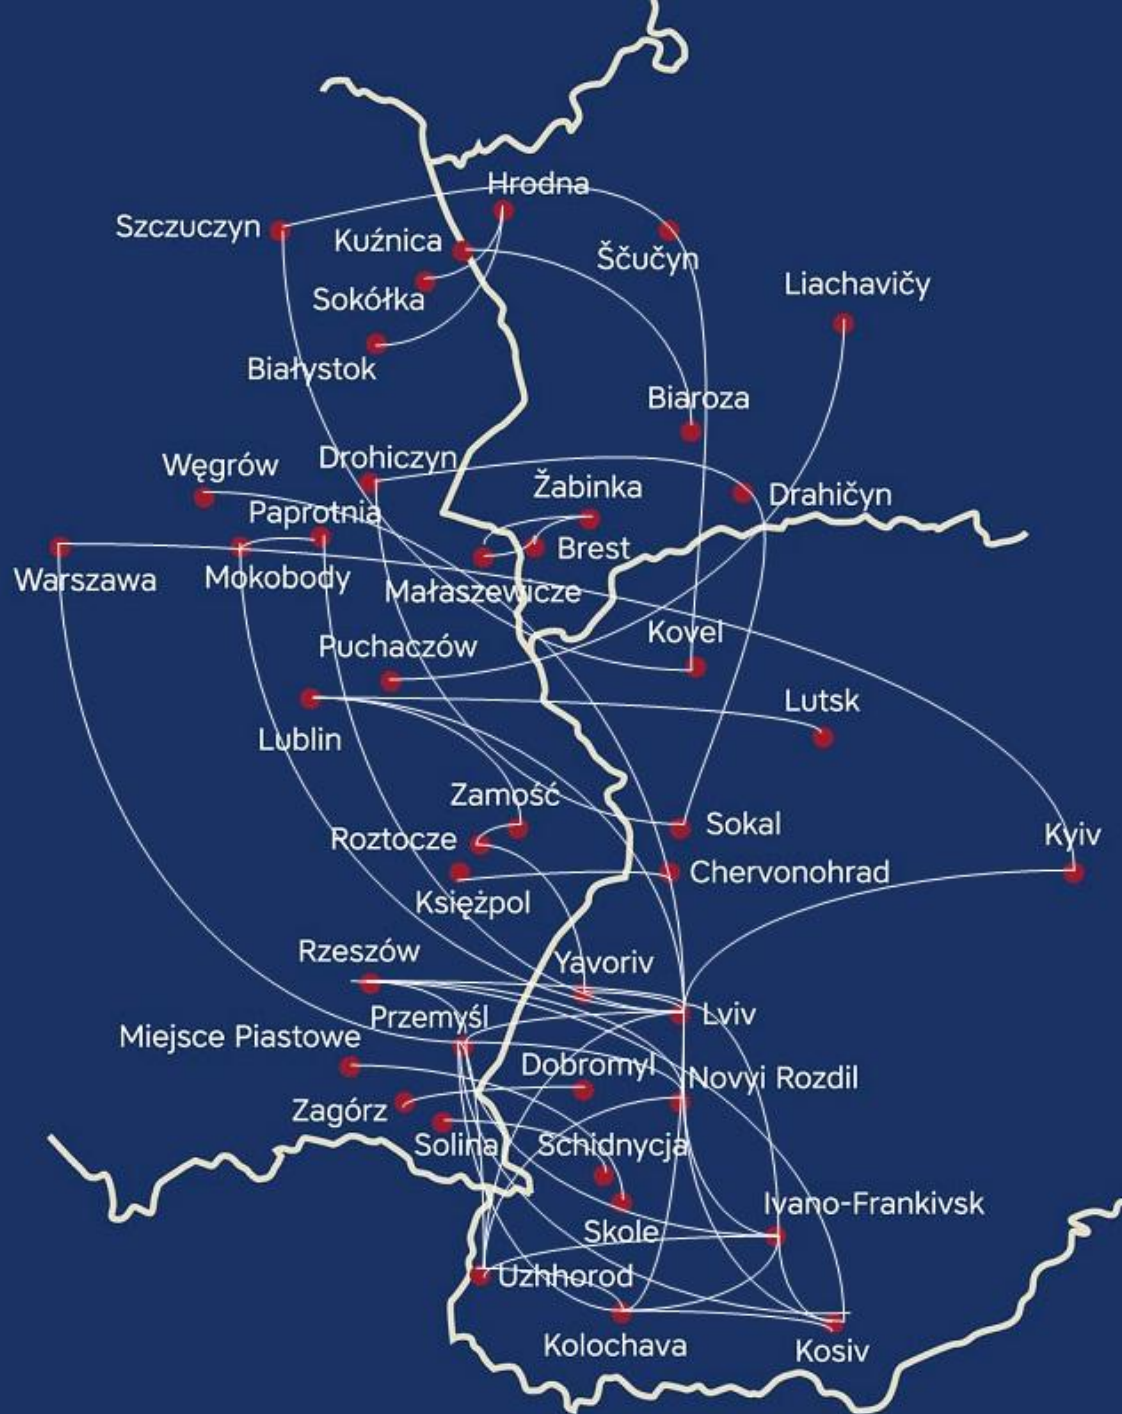 Hrodna
Szczuczyn
Kuźnica
Ščučyn
Sokółka
Liachavičy
Białystok
Biaroza
Węgrów
Drohiczyn
Žabinka
Drahičyn
Paprotnia
Brest
Warszawa
Mokobody
Małaszewicze
Puchaczów
Kovel
Lutsk
Lublin
Zamość
Sokal
Roztocze
Kyiv
Chervonohrad
Księżpol
Rzeszów
Yavoriv
Przemyśl
Lviv
Miejsce Piastowe
Dobromyl
Novyi Rozdil
Zagórz
Solina
Schidnycja
Ivano-Frankivsk
Skole
Uzhhorod
Kolochava
Kosiv